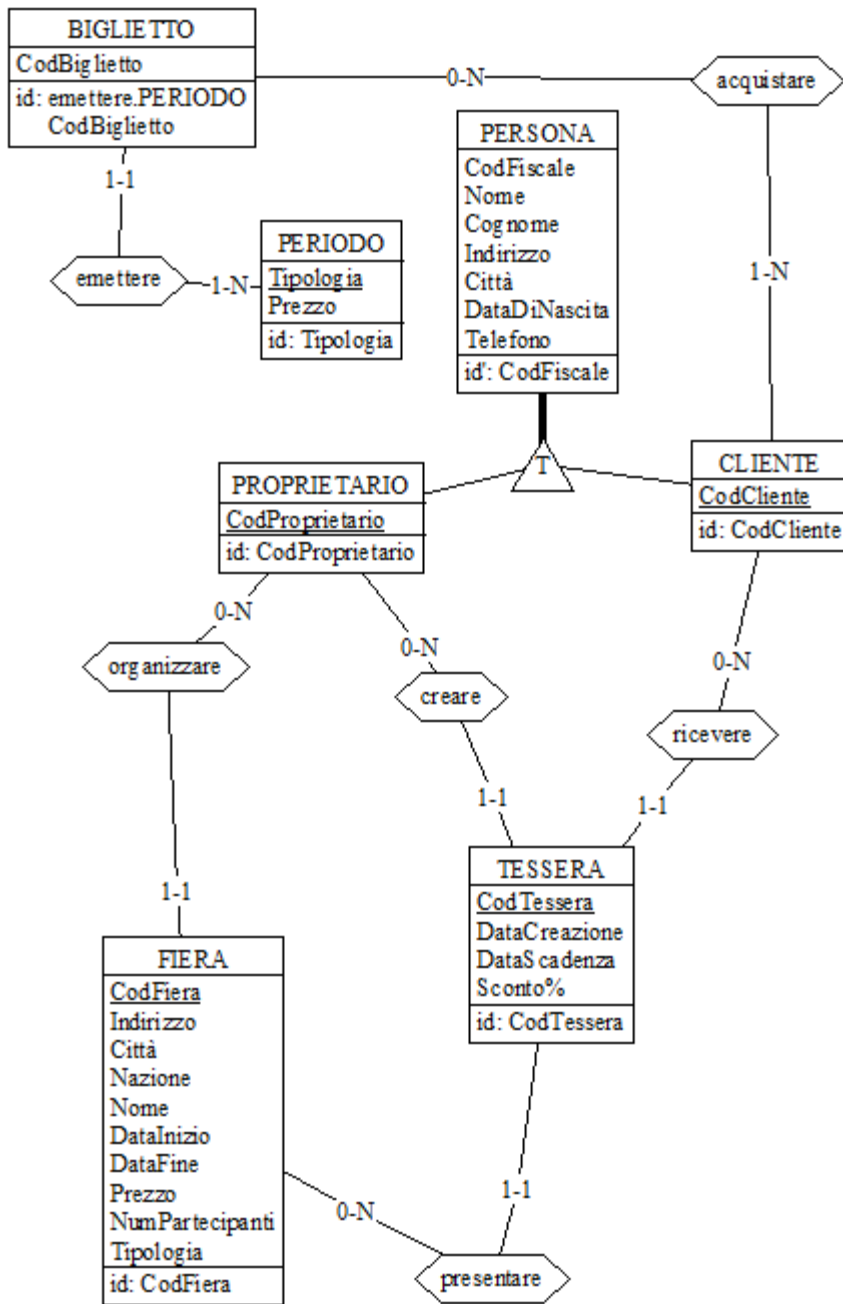 BIGLIETTO
CodBiglietto
id: emettere.PERIODO
CodBiglietto
0-N
acquistare
1-1
emettere
1-N
PERIODO
Tipologia
Prezzo
id: Tipologia
PERSONA
CodFiscale
Nome
Cognome
Indirizzo
Città
DataDiNascita
Telefono
id': CodFiscale
1-N
T
PROPRIETARIO
CodProprietario
id: CodProprietario
CLIENTE
CodCliente
id: CodCliente
0-N
organizzare
0-N
creare
0-N
ricevere
1-1
1-1
1-1
TESSERA
CodTessera
DataCreazione
DataScadenza
Sconto%
id: CodTessera
FIERA
CodFiera
Indirizzo
Città
Nazione
Nome
DataInizio
DataFine
Prezzo
NumPartecipanti
Tipologia
id: CodFiera
0-N
1-1
presentare